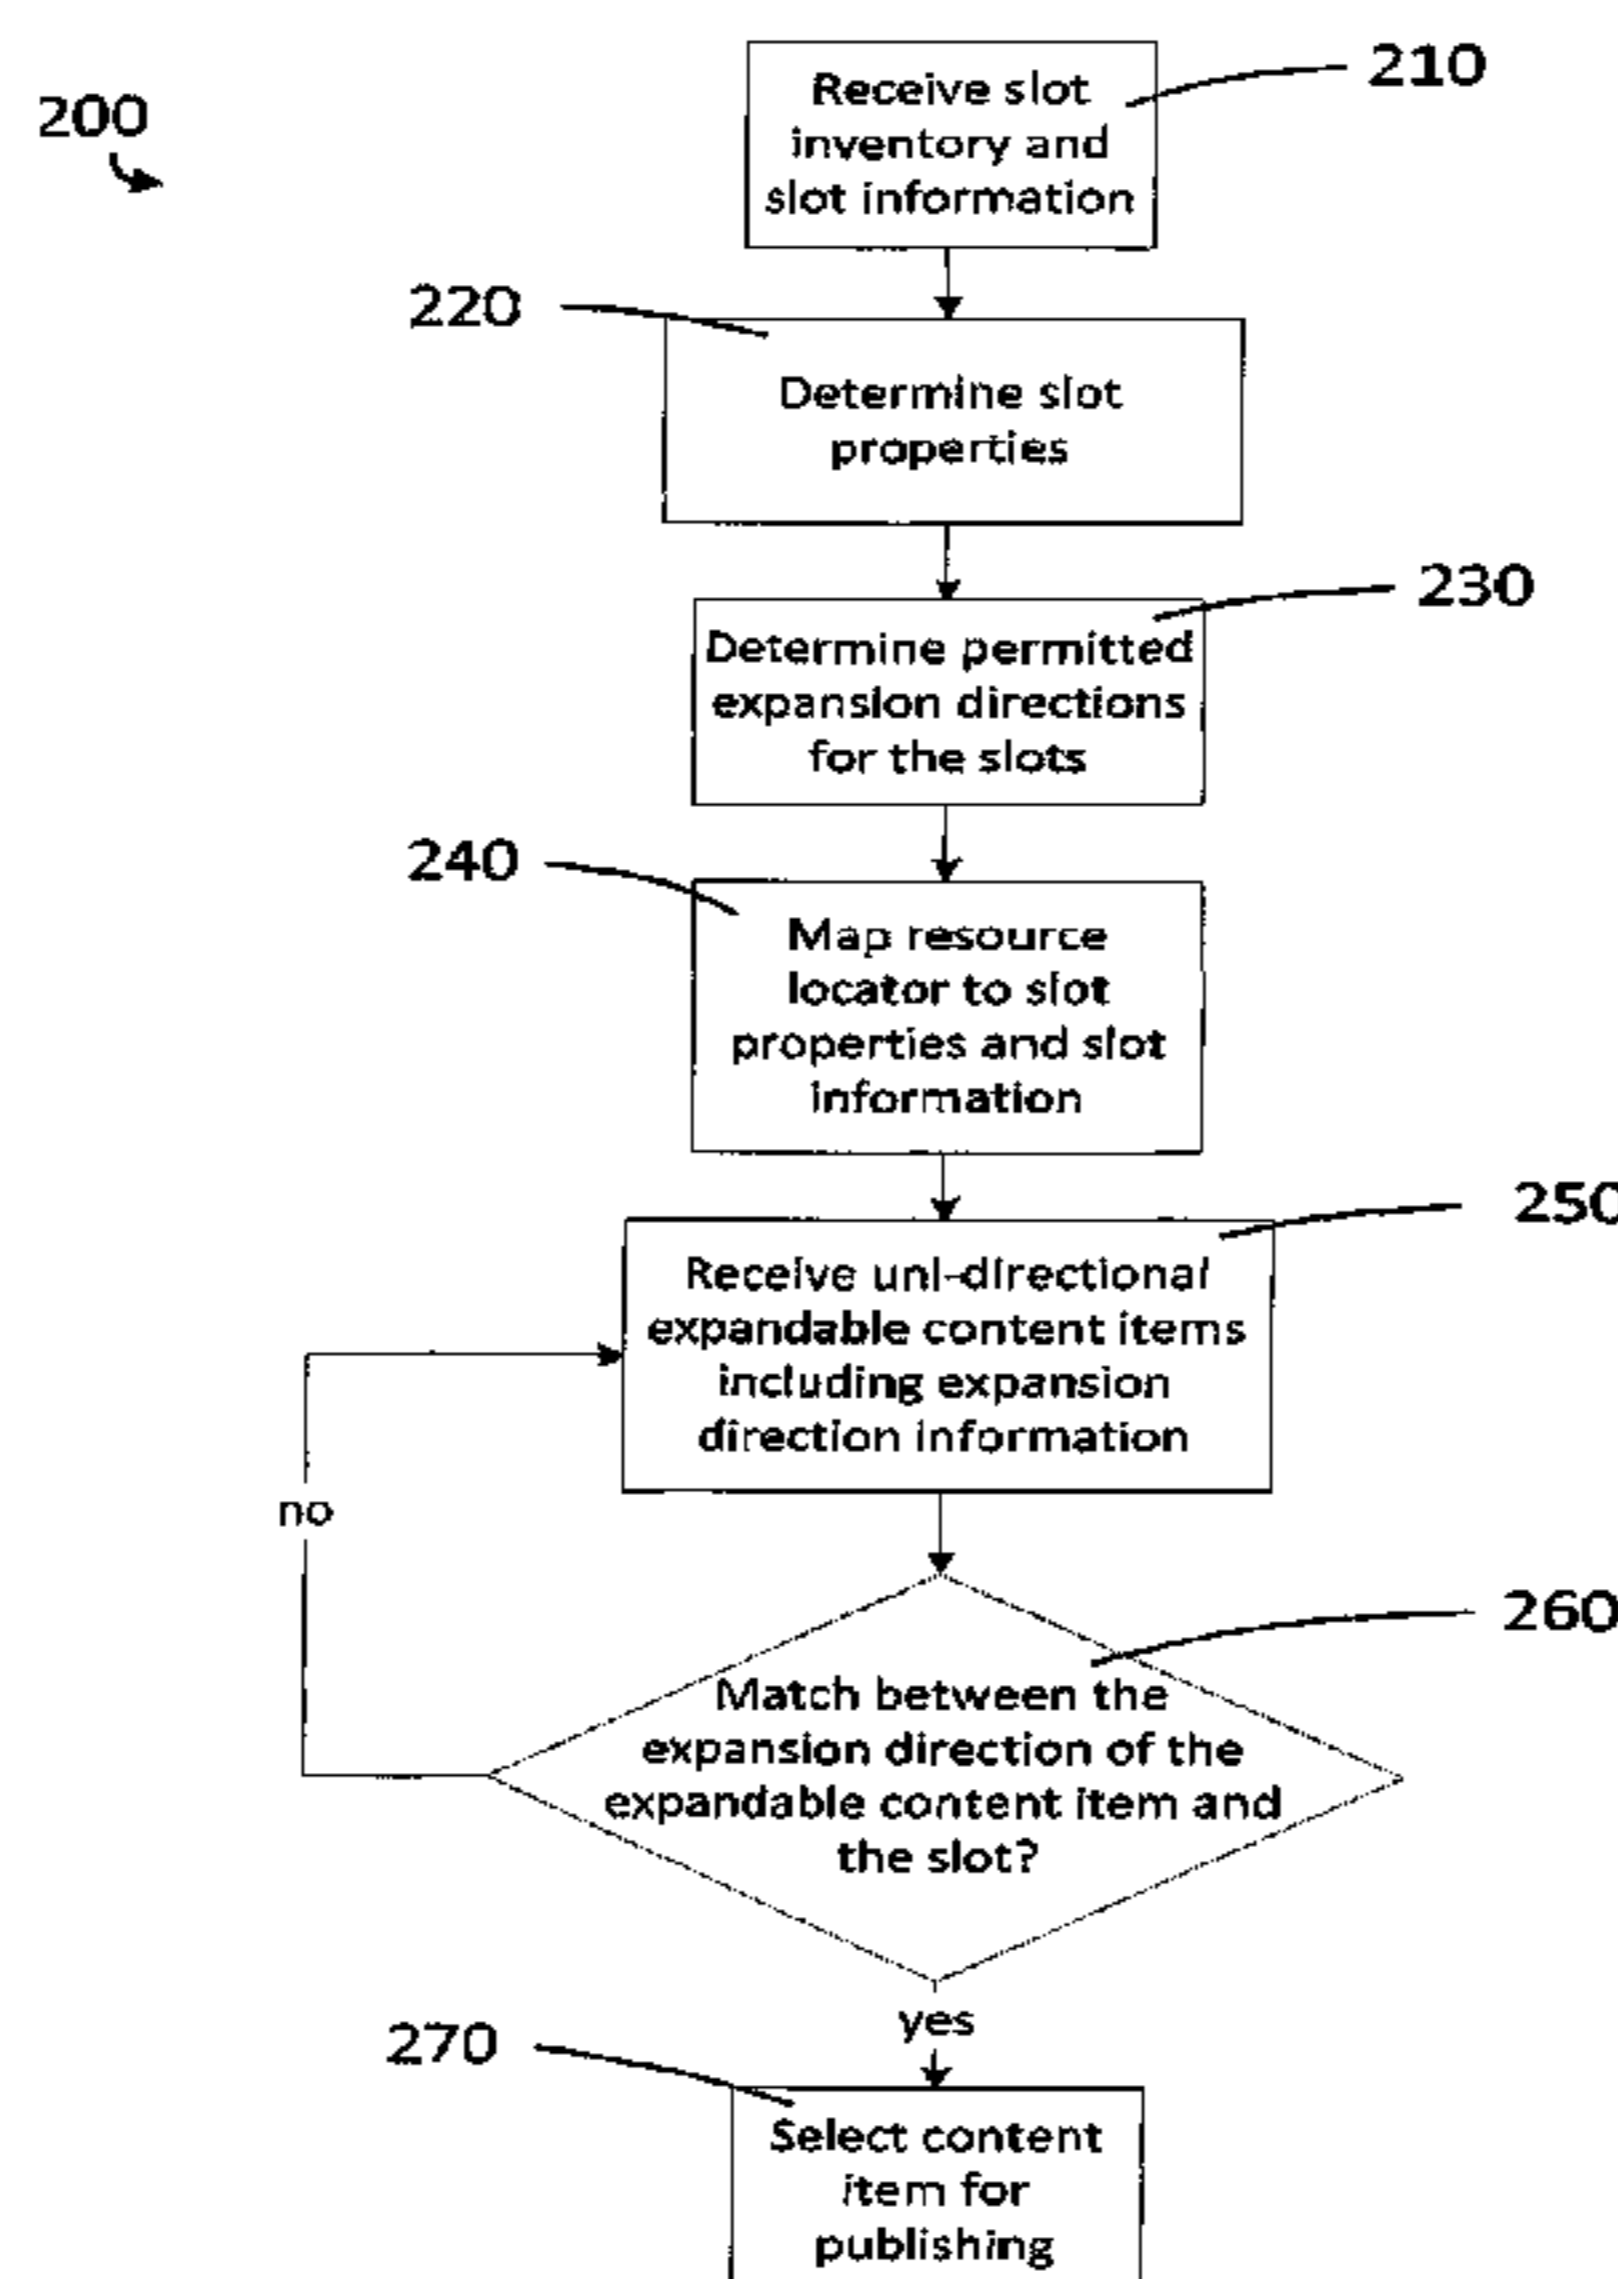 200
210
Receive slot
inventory and
slot information
220
Determine slot
properties
230
Determine permitted
expansion directions
for the slots
240
Map resource
locator to slot
properties and slot
information
250
Receive uni-directional
expandable content items
including expansion
direction information
no
260
Match between the
expansion direction of the
expandable content item and
the slot?
yes
270
Select content
item for
publishing